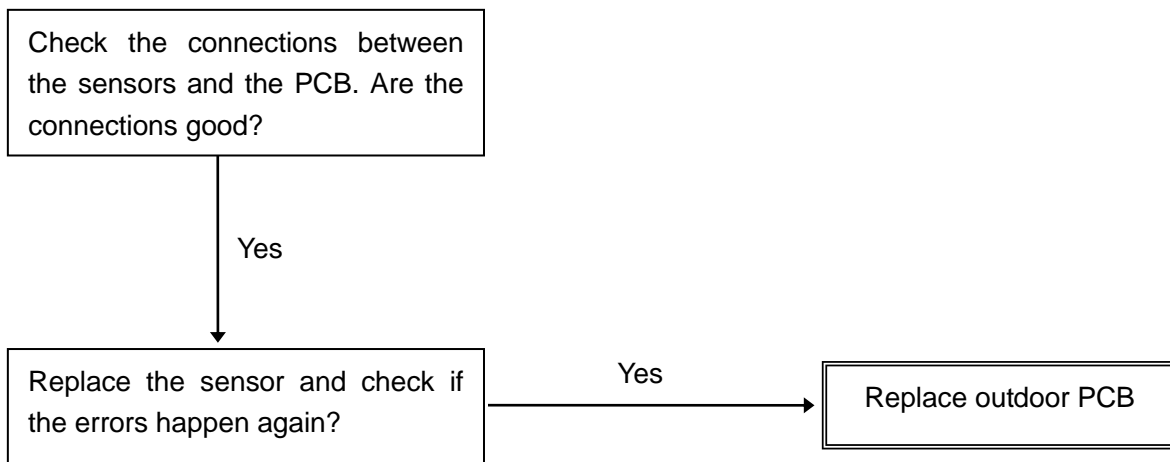 Check the connections between
the sensors and the PCB. Are the
connections good?
Yes
Replace the sensor and check if
the errors happen again?
Yes
Replace outdoor PCB